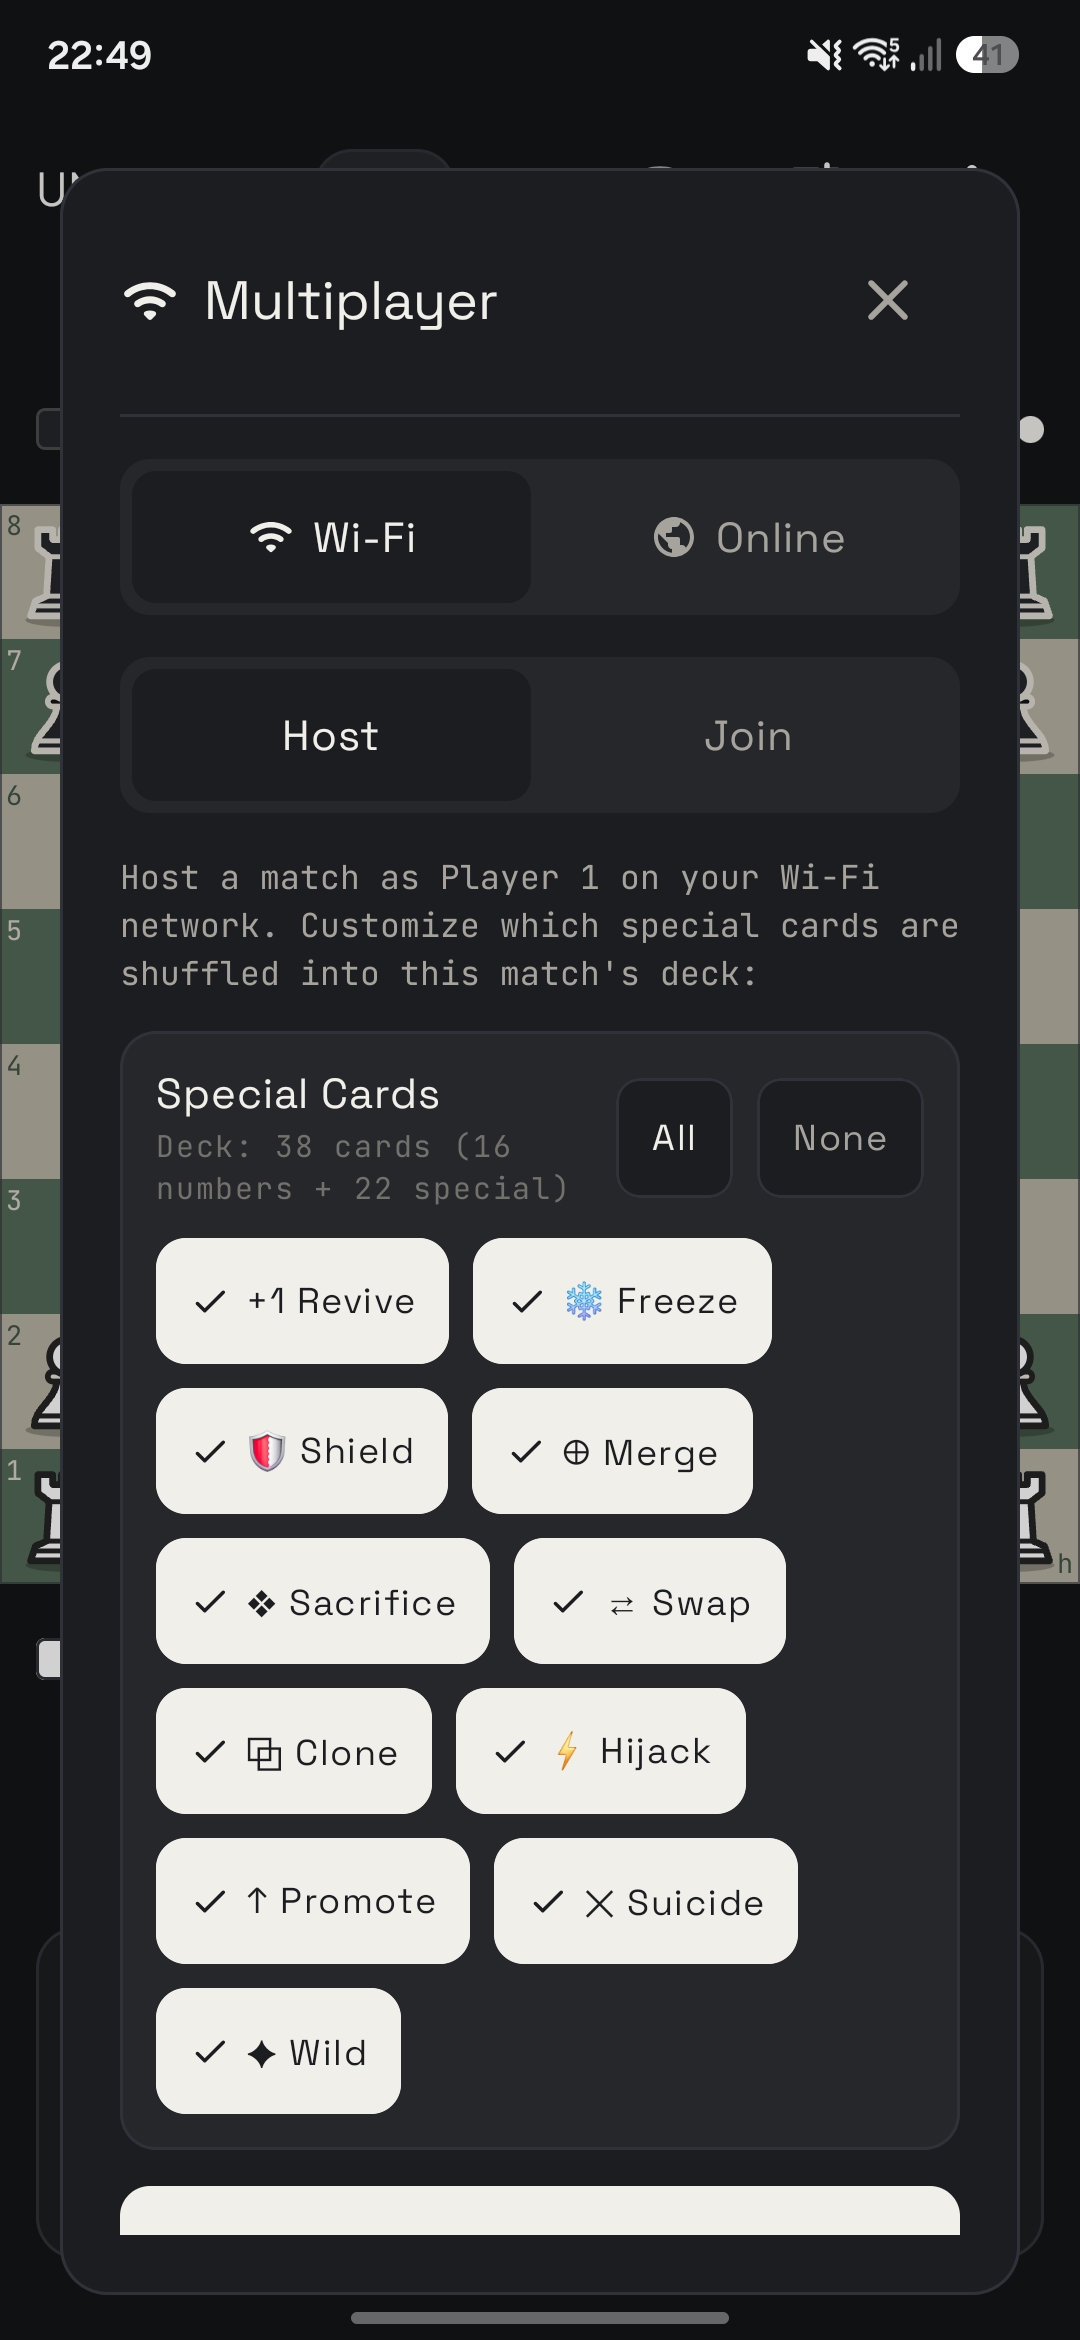 22:49
5
41
Multiplayer
Wi-Fi
Online
Host
Join
Host a match as Player 1 on your Wi-Fi
network. Customize which special cards are
shuffled into this match's deck:
Special Cards
Deck: 38 cards (16
numbers + 22 special)
All
None
+1 Revive
❄️ Freeze
🛡️ Shield
⊕ Merge
❖ Sacrifice
⇄ Swap
⧉ Clone
⚡ Hijack
↑ Promote
╳ Suicide
✦ Wild
8
7
6
5
4
3
2
1
h